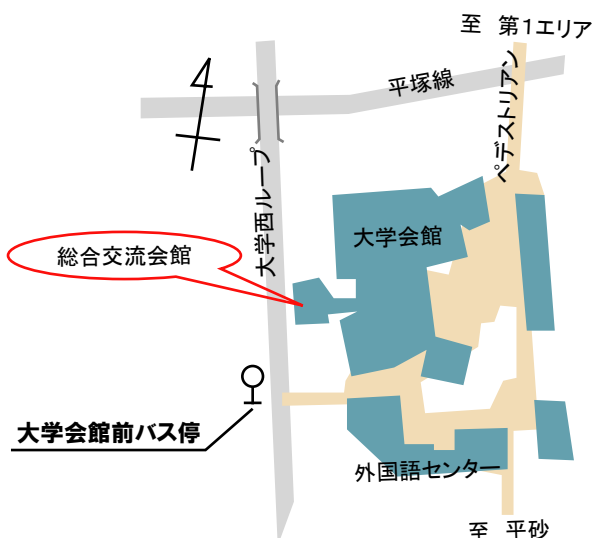 至 第1エリア
平塚線
ペデストリアン
大学西ループ
大学会館
総合交流会館
大学会館前バス停
外国語センター
至 平砂